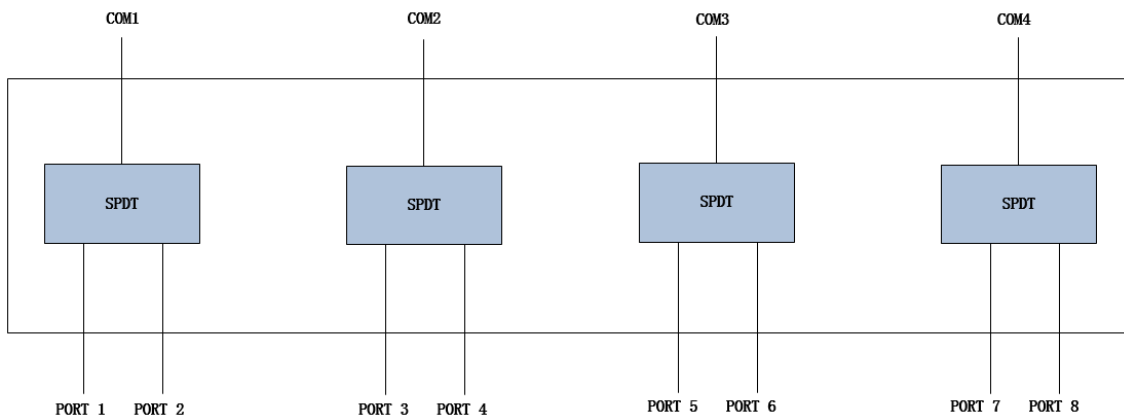 COM1 COM2 COM3 COM4
SPDT SPDT SPDT SPDT
PORT 1 PORT 2 PORT 3 PORT 4 PORT 5 PORT 6 PORT 7 PORT 8